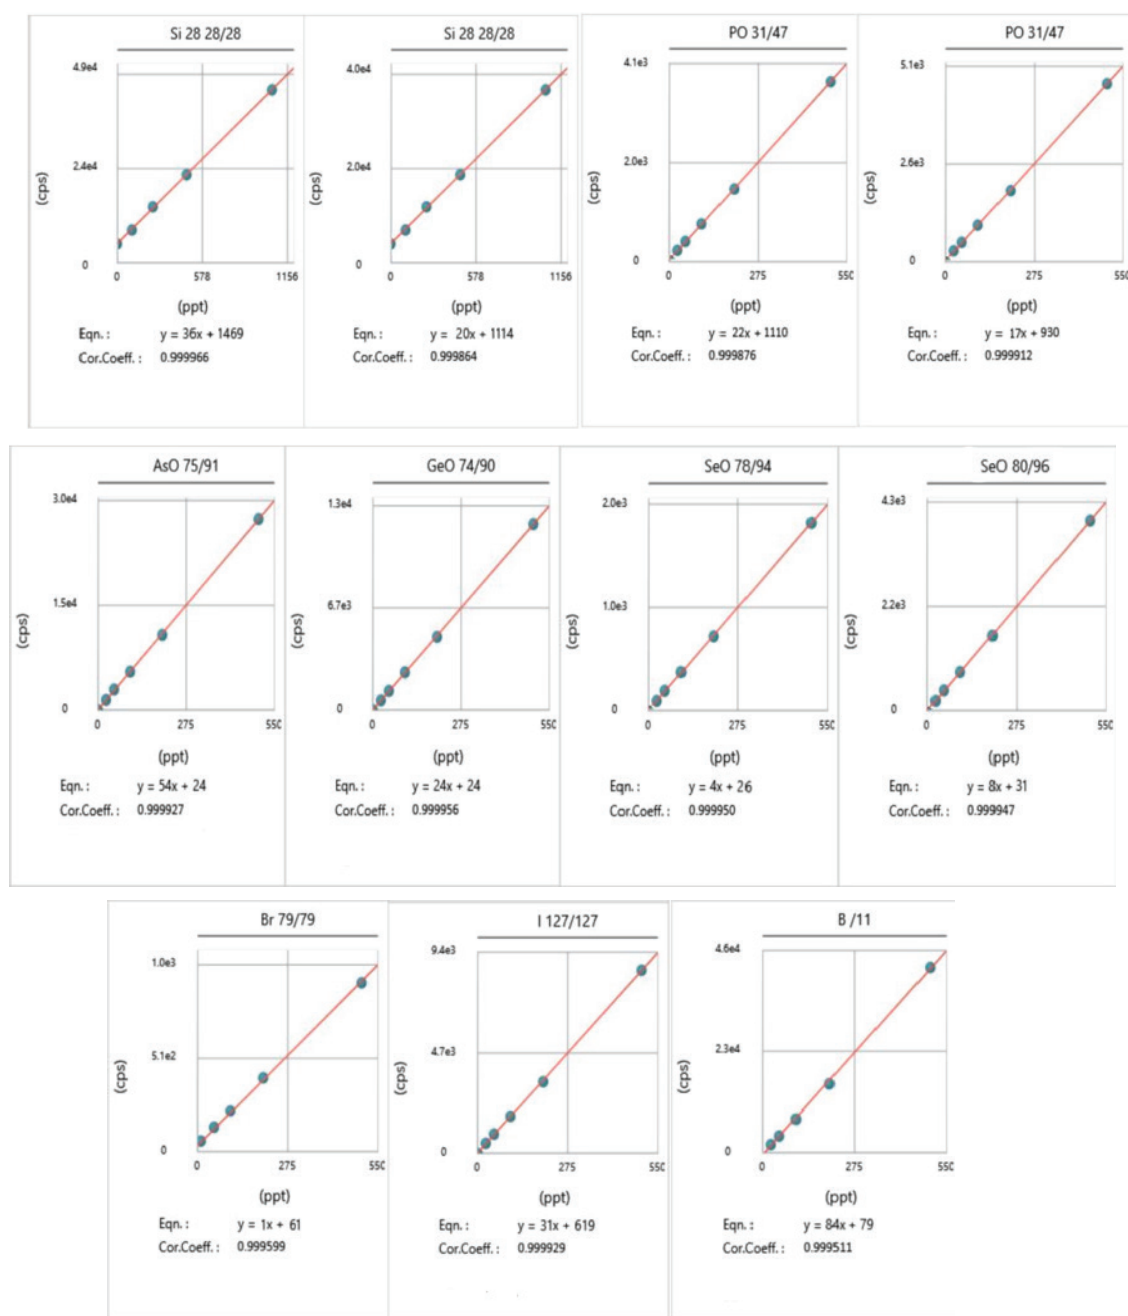 Si 28 28/28
4.9e4
2.4e4
0
(cps)
0 578 1156
(ppt)
Eqn. : y = 36x + 1469
Cor.Coeff. : 0.999966
Si 28 28/28
4.0e4
2.0e4
0
(cps)
0 578 1156
(ppt)
Eqn. : y = 20x + 1114
Cor.Coeff. : 0.999864
PO 31/47
4.1e3
2.0e3
0
(cps)
0 275 550
(ppt)
Eqn. : y = 22x + 1110
Cor.Coeff. : 0.999876
PO 31/47
5.1e3
2.6e3
0
(cps)
0 275 550
(ppt)
Eqn. : y = 17x + 930
Cor.Coeff. : 0.999912
AsO 75/91
3.0e4
1.5e4
0
(cps)
0 275 550
(ppt)
Eqn. : y = 54x + 24
Cor.Coeff. : 0.999927
GeO 74/90
1.3e4
6.7e3
0
(cps)
0 275 550
(ppt)
Eqn. : y = 24x + 24
Cor.Coeff. : 0.999956
SeO 78/94
2.0e3
1.0e3
0
(cps)
0 275 550
(ppt)
Eqn. : y = 4x + 26
Cor.Coeff. : 0.999950
SeO 80/96
4.3e3
2.2e3
0
(cps)
0 275 550
(ppt)
Eqn. : y = 8x + 31
Cor.Coeff. : 0.999947
Br 79/79
1.0e3
5.1e2
0
(cps)
0 275 550
(ppt)
Eqn. : y = 1x + 61
Cor.Coeff. : 0.999599
I 127/127
9.4e3
4.7e3
0
(cps)
0 275 550
(ppt)
Eqn. : y = 31x + 619
Cor.Coeff. : 0.999929
B /11
4.6e4
2.3e4
0
(cps)
0 275 550
(ppt)
Eqn. : y = 84x + 79
Cor.Coeff. : 0.999511